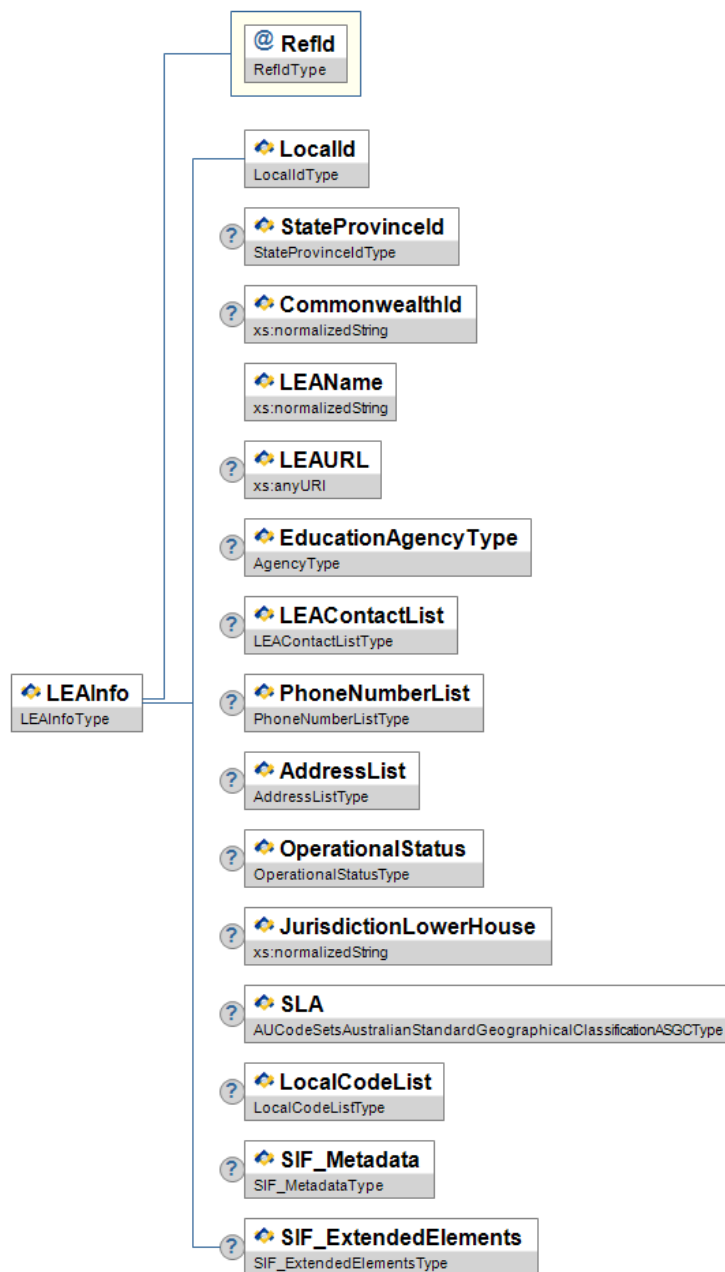 @ RefId
RefIdType
LocalId
LocalIdType
? StateProvinceId
StateProvinceIdType
? CommonwealthId
xs:normalizedString
LEAName
xs:normalizedString
? LEAURL
xs:anyURI
? EducationAgencyType
AgencyType
? LEAContactList
LEAContactListType
LEAInfo
LEAInfoType
? PhoneNumberList
PhoneNumberListType
? AddressList
AddressListType
? OperationalStatus
OperationalStatusType
? JurisdictionLowerHouse
xs:normalizedString
? SLA
AUCodeSetsAustralianStandardGeographicalClassificationASGCType
? LocalCodeList
LocalCodeListType
? SIF_Metadata
SIF_MetadataType
? SIF_ExtendedElements
SIF_ExtendedElementsType